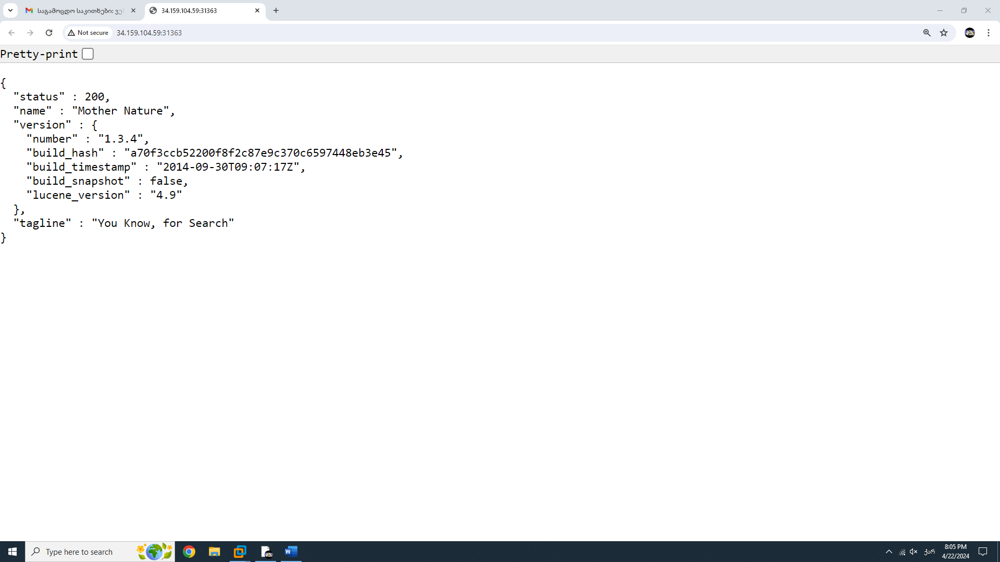 საგამოცდო საკითხები: ვებ
34.159.104.59:31363
Not secure
34.159.104.59:31363
Pretty-print
{
"status" : 200,
"name" : "Mother Nature",
"version" : {
"number" : "1.3.4",
"build_hash" : "a70f3ccb52200f8f2c87e9c370c6597448eb3e45",
"build_timestamp" : "2014-09-30T09:07:17Z",
"build_snapshot" : false,
"lucene_version" : "4.9"
},
"tagline" : "You Know, for Search"
}
Type here to search
ქარ
8:05 PM
4/22/2024